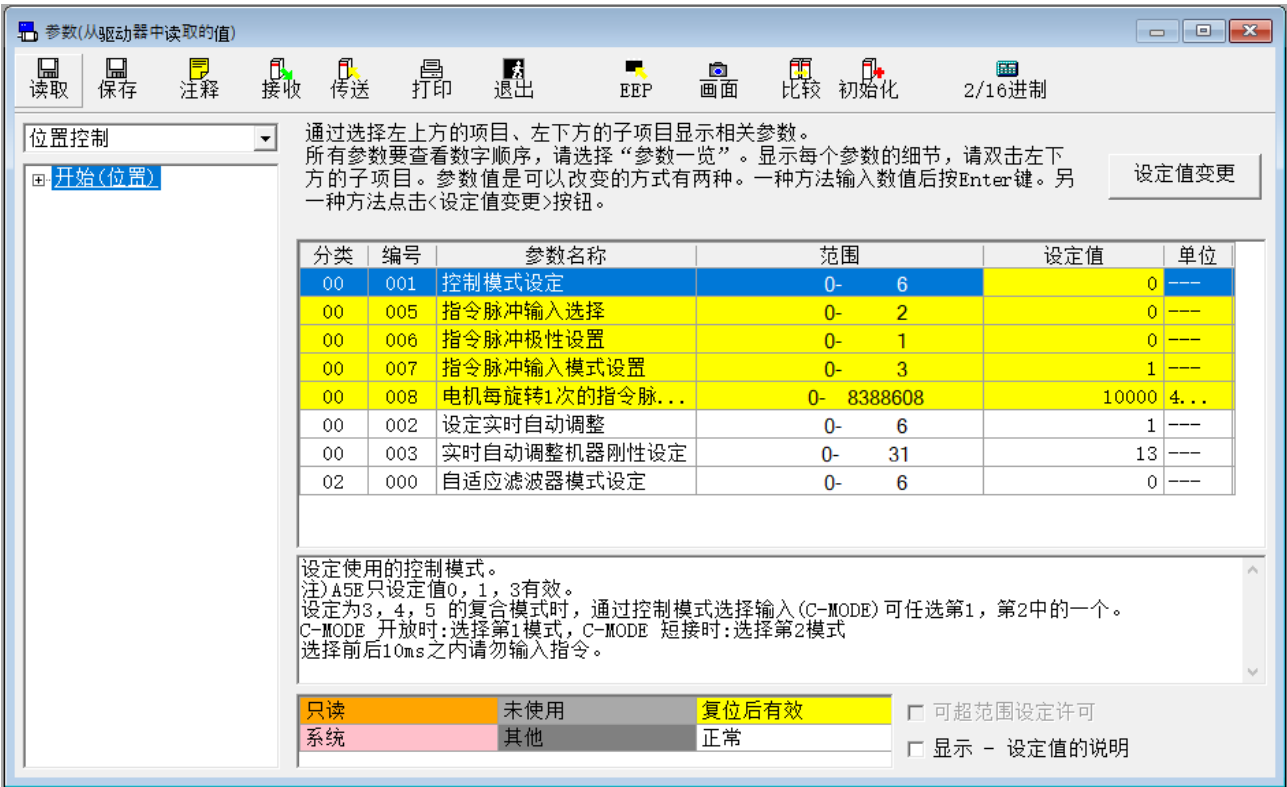 参数(从驱动器中读取的值)
读取 保存 注释 接收 传送 打印 退出 EEP 画面 比较 初始化 2/16进制
位置控制
开始(位置)
通过选择左上方的项目、左下方的子项目显示相关参数。
所有参数要查看数字顺序，请选择“参数一览”。显示每个参数的细节，请双击左下
方的子项目。参数值是可以改变的方式有两种。一种方法输入数值后按Enter键。另
一种方法点击<设定值变更>按钮。
设定值变更
分类 编号 参数名称 范围 设定值 单位
00 001 控制模式设定 0- 6 0 ---
00 005 指令脉冲输入选择 0- 2 0 ---
00 006 指令脉冲极性设置 0- 1 0 ---
00 007 指令脉冲输入模式设置 0- 3 1 ---
00 008 电机每旋转1次的指令脉... 0- 8388608 10000 4...
00 002 设定实时自动调整 0- 6 1 ---
00 003 实时自动调整机器刚性设定 0- 31 13 ---
02 000 自适应滤波器模式设定 0- 6 0 ---
设定使用的控制模式。
注)A5E只设定值0，1，3有效。
设定为3，4，5 的复合模式时，通过控制模式选择输入(C-MODE)可任选第1，第2中的一个。
C-MODE 开放时:选择第1模式，C-MODE 短接时:选择第2模式
选择前后10ms之内请勿输入指令。
只读 未使用 复位后有效
系统 其他 正常
可超范围设定许可
显示 - 设定值的说明